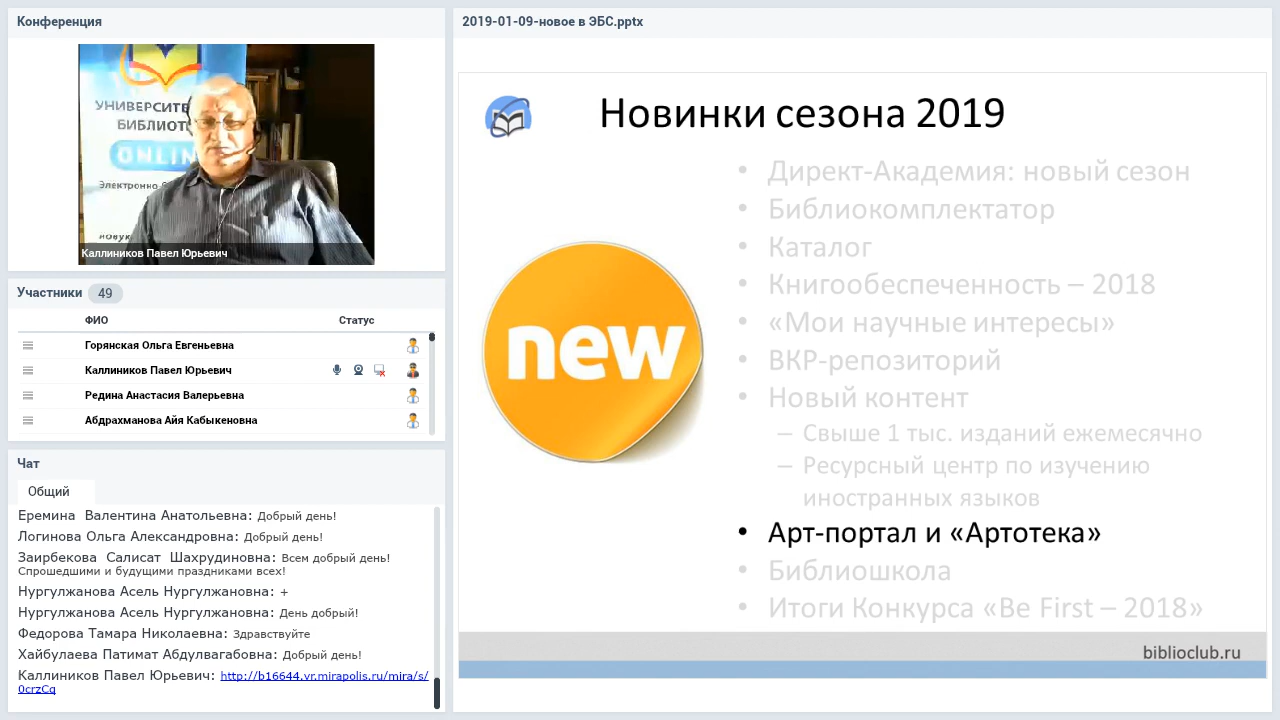 Конференция
УНИВЕРСИТЕ
БИБЛИОТ
ONLIN
Электронно
Каллиников Павел Юрьевич
Участники 49
ФИО Статус
Горянская Ольга Евгеньевна
Каллиников Павел Юрьевич
Редина Анастасия Валерьевна
Абдрахманова Айя Кабыкеновна
Чат
Общий
Еремина Валентина Анатольевна: Добрый день!
Логинова Ольга Александровна: Добрый день!
Заирбекова Салисат Шахрудиновна: Всем добрый день!
Спрошедшими и будущими праздниками всех!
Нургулжанова Асель Нургулжановна: +
Нургулжанова Асель Нургулжановна: День добрый!
Федорова Тамара Николаевна: Здравствуйте
Хайбулаева Патимат Абдулвагабовна: Добрый день!
Каллиников Павел Юрьевич: http://b16644.vr.mirapolis.ru/mira/s/
0crzCq
2019-01-09-новое в ЭБС.pptx
Новинки сезона 2019
new
• Директ-Академия: новый сезон
• Библиокомплектатор
• Каталог
• Книгообеспеченность – 2018
• «Мои научные интересы»
• ВКР-репозиторий
• Новый контент
– Свыше 1 тыс. изданий ежемесячно
– Ресурсный центр по изучению
иностранных языков
• Арт-портал и «Артотека»
• Библиошкола
• Итоги Конкурса «Be First – 2018»
biblioclub.ru